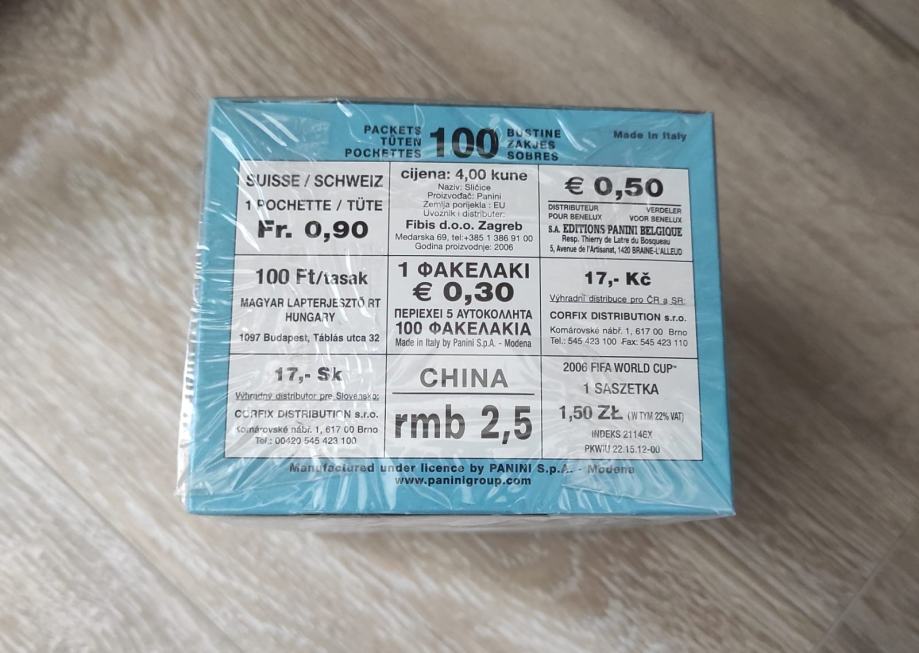 PACKETS
TÜTEN
POCHETTES
100
BUSTINE
ZAKJES
SOBRES
Made in Italy
SUISSE / SCHWEIZ
1 POCHETTE / TÜTE
Fr. 0,90
cijena: 4,00 kune
Naziv: Sličice
Proizvođač: Panini
Zemlja porijekla : EU
Uvoznik i distributer:
Fibis d.o.o. Zagreb
Medarska 69, tel:+385 1 386 91 00
Godina proizvodnje: 2006
€ 0,50
DISTRIBUTEUR VERDELER
POUR BENELUX VOOR BENELUX
S.A. EDITIONS PANINI BELGIQUE
Resp. Thierry de Latre du Bosqueau
5, Avenue de l'Artisanat, 1420 BRAINE-L'ALLEUD
100 Ft/tasak
MAGYAR LAPTERJESZTŐ RT
HUNGARY
1097 Budapest, Táblás utca 32
1 ΦΑΚΕΛΑΚΙ
€ 0,30
ΠΕΡΙΕΧΕΙ 5 ΑΥΤΟΚΟΛΛΗΤΑ
100 ΦΑΚΕΛΑΚΙΑ
Made in Italy by Panini S.p.A. - Modena
17,- Kč
Výhradní distribuce pro ČR a SR:
CORFIX DISTRIBUTION s.r.o.
Komárovské nábř. 1, 617 00 Brno
Tel.: 545 423 100 Fax: 545 423 110
17,- Sk
Výhradný distribútor pre Slovensko:
CORFIX DISTRIBUTION s.r.o.
Komárovské nábř. 1, 617 00 Brno
Tel.: 00420 545 423 100
CHINA
rmb 2,5
2006 FIFA WORLD CUP™
1 SASZETKA
1,50 ZŁ (W TYM 22% VAT)
INDEKS 2114EX
PKWiU 22.15.12-00
Manufactured under licence by PANINI S.p.A. - Modena
www.paninigroup.com